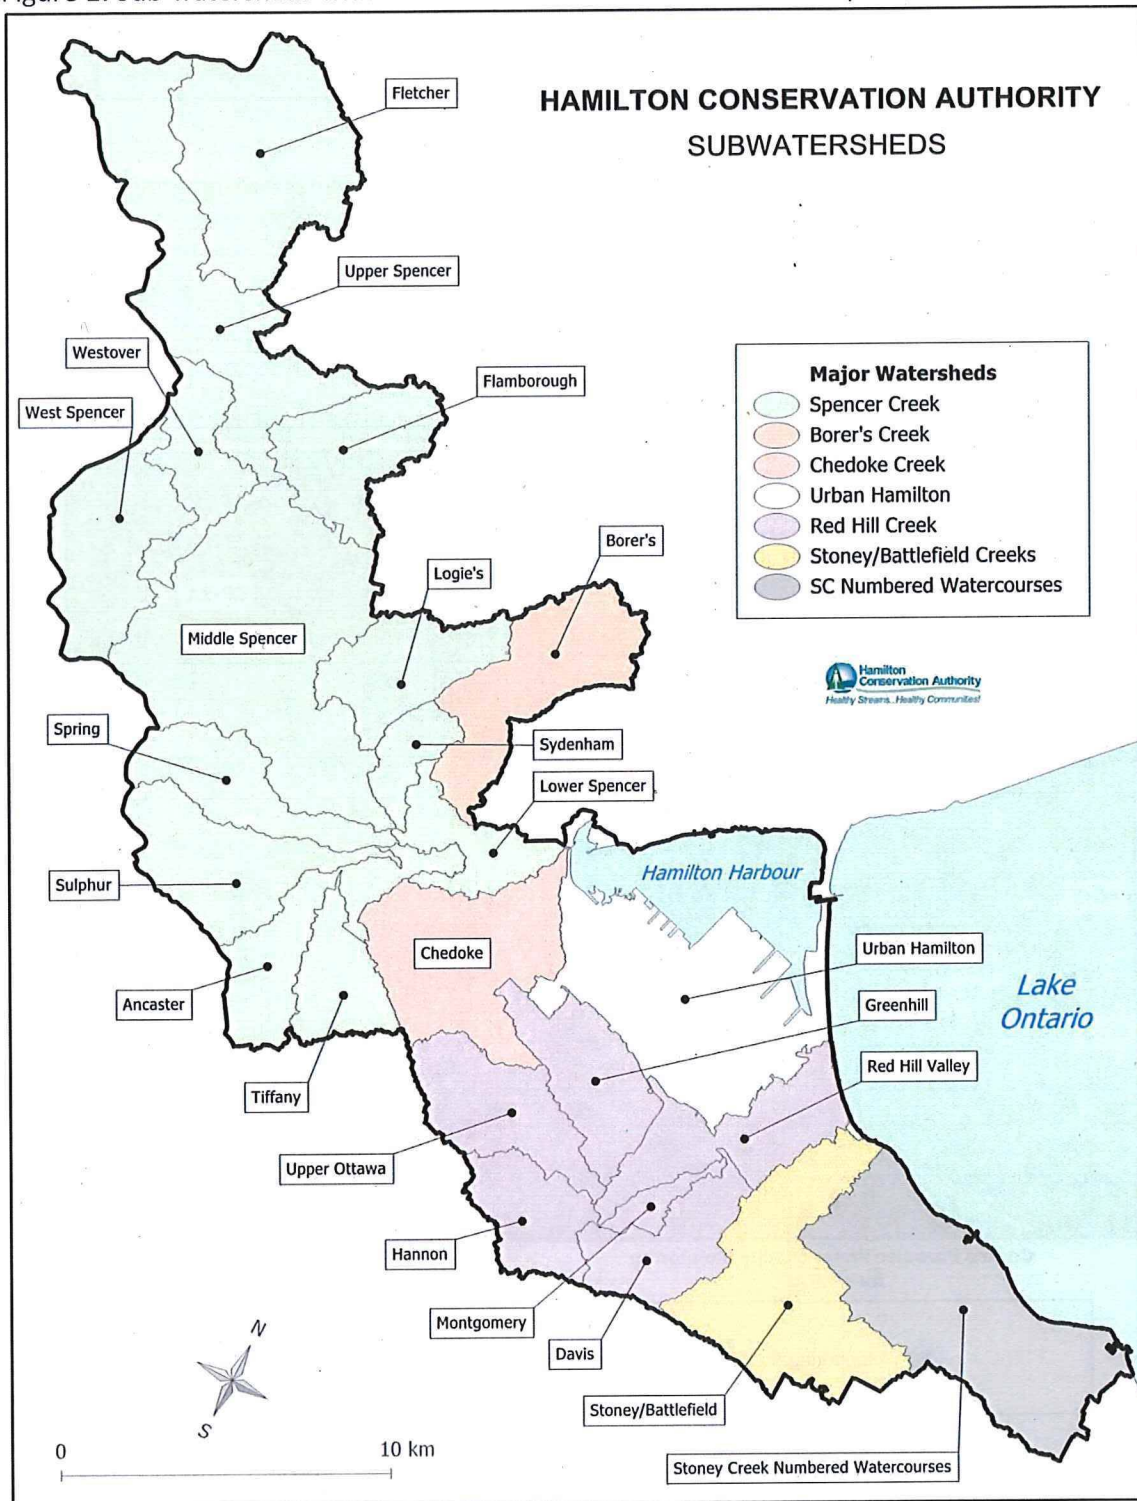 HAMILTON CONSERVATION AUTHORITY
SUBWATERSHEDS
Fletcher
Upper Spencer
Westover
Flamborough
West Spencer
Major Watersheds
Spencer Creek
Borer's Creek
Chedoke Creek
Urban Hamilton
Red Hill Creek
Stoney/Battlefield Creeks
SC Numbered Watercourses
Borer's
Logie's
Middle Spencer
Hamilton
Conservation Authority
Healthy Streams...Healthy Communities!
Spring
Sydenham
Lower Spencer
Hamilton Harbour
Sulphur
Chedoke
Urban Hamilton
Ancaster
Greenhill
Lake
Ontario
Red Hill Valley
Tiffany
Upper Ottawa
Hannon
Montgomery
Davis
N
S
Stoney/Battlefield
0 10 km
Stoney Creek Numbered Watercourses